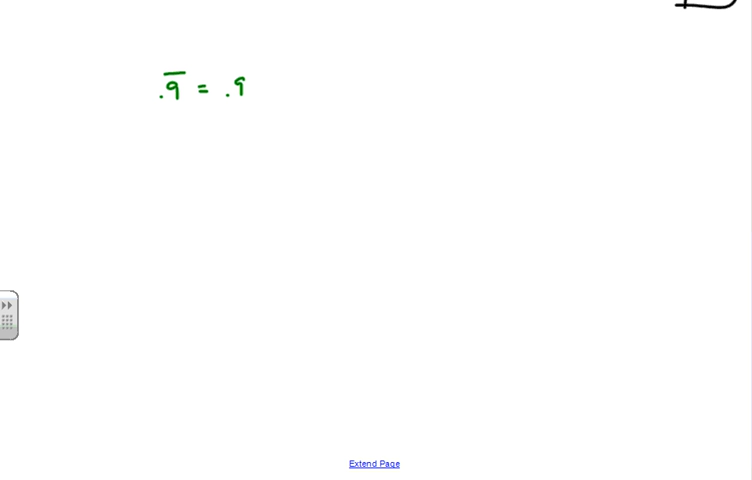 .9̅ = .9
Extend Page